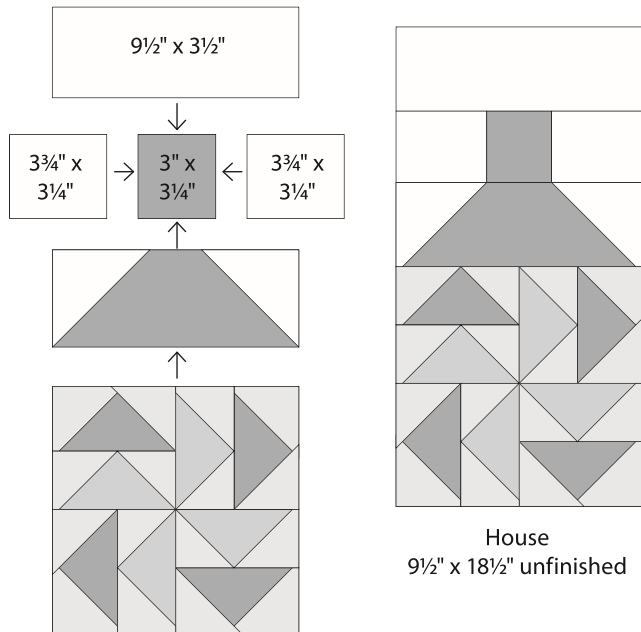 9½" x 3½"
3¾" x
3¼"
3" x
3¼"
3¾" x
3¼"
House
9½" x 18½" unfinished